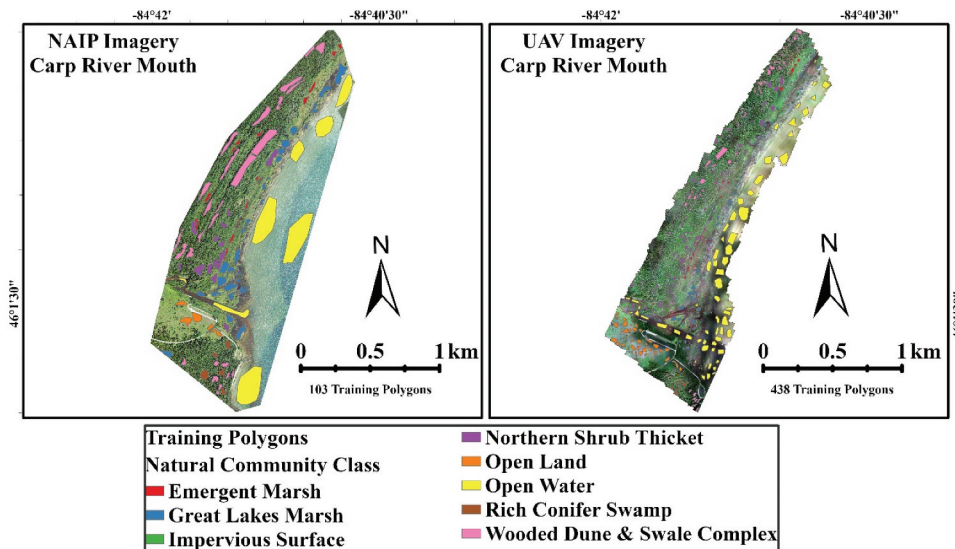 -84°42'
-84°40'30"
-84°42'
-84°40'30"
NAIP Imagery
Carp River Mouth
UAV Imagery
Carp River Mouth
46°1'30"
N
N
0 0.5 1 km
0 0.5 1 km
103 Training Polygons
438 Training Polygons
Training Polygons
Natural Community Class
Emergent Marsh
Great Lakes Marsh
Impervious Surface
Northern Shrub Thicket
Open Land
Open Water
Rich Conifer Swamp
Wooded Dune & Swale Complex